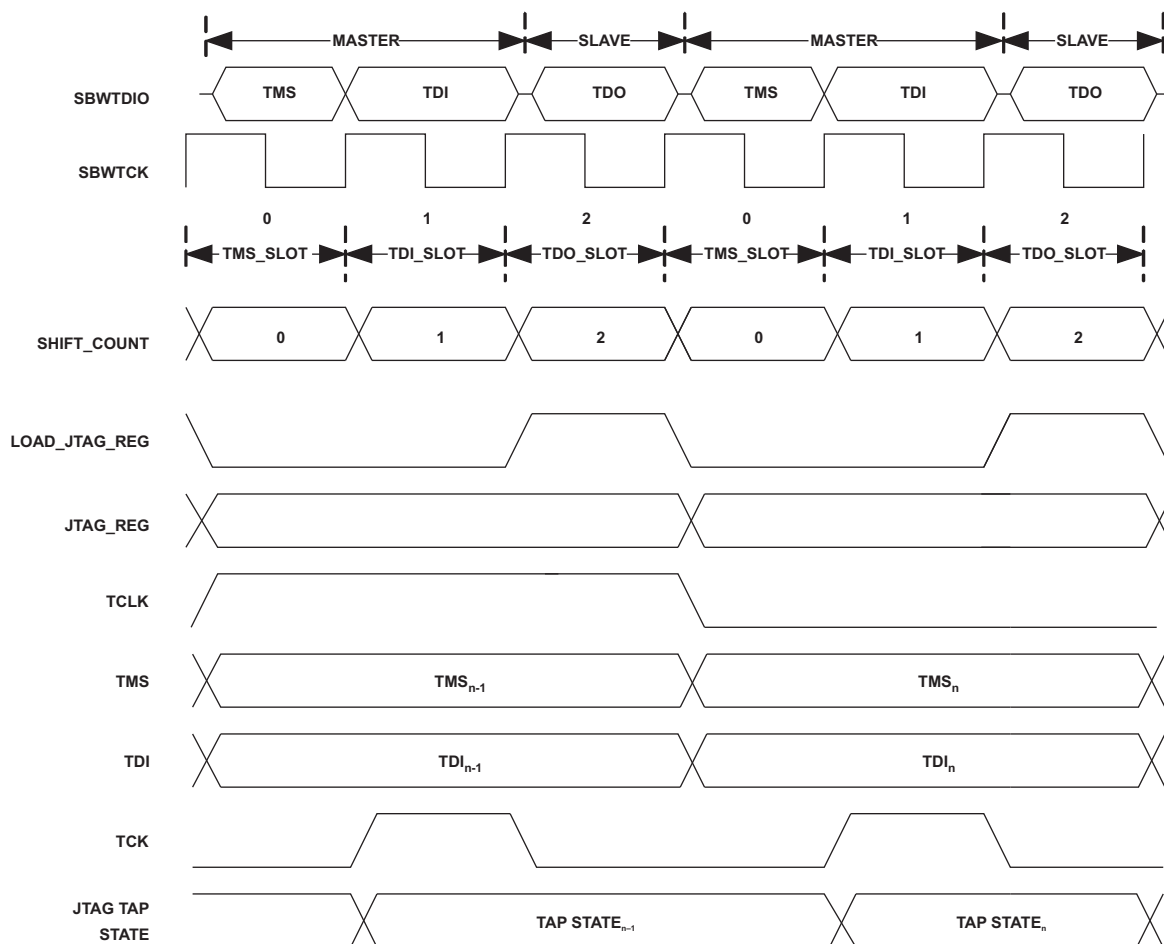 MASTER SLAVE MASTER SLAVE
SBWTDIO TMS TDI TDO TMS TDI TDO
SBWTCK
0 1 2 0 1 2
TMS_SLOT TDI_SLOT TDO_SLOT TMS_SLOT TDI_SLOT TDO_SLOT
SHIFT_COUNT 0 1 2 0 1 2
LOAD_JTAG_REG
JTAG_REG
TCLK
TMS TMSn-1 TMSn
TDI TDIn-1 TDIn
TCK
JTAG TAP
STATE TAP STATEn–1 TAP STATEn